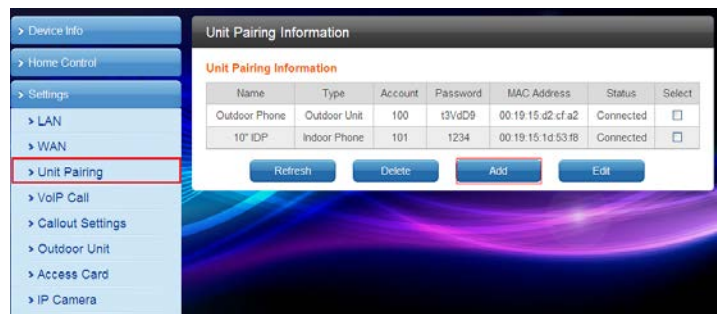 > Device Info
> Home Control
> Settings
> LAN
> WAN
> Unit Pairing
> VoIP Call
> Callout Settings
> Outdoor Unit
> Access Card
> IP Camera
Unit Pairing Information
Unit Pairing Information
Name Type Account Password MAC Address Status Select
Outdoor Phone Outdoor Unit 100 t3VdD9 00:19:15:d2:cf:a2 Connected
10" IDP Indoor Phone 101 1234 00:19:15:1d:53:f8 Connected
Refresh Delete Add Edit